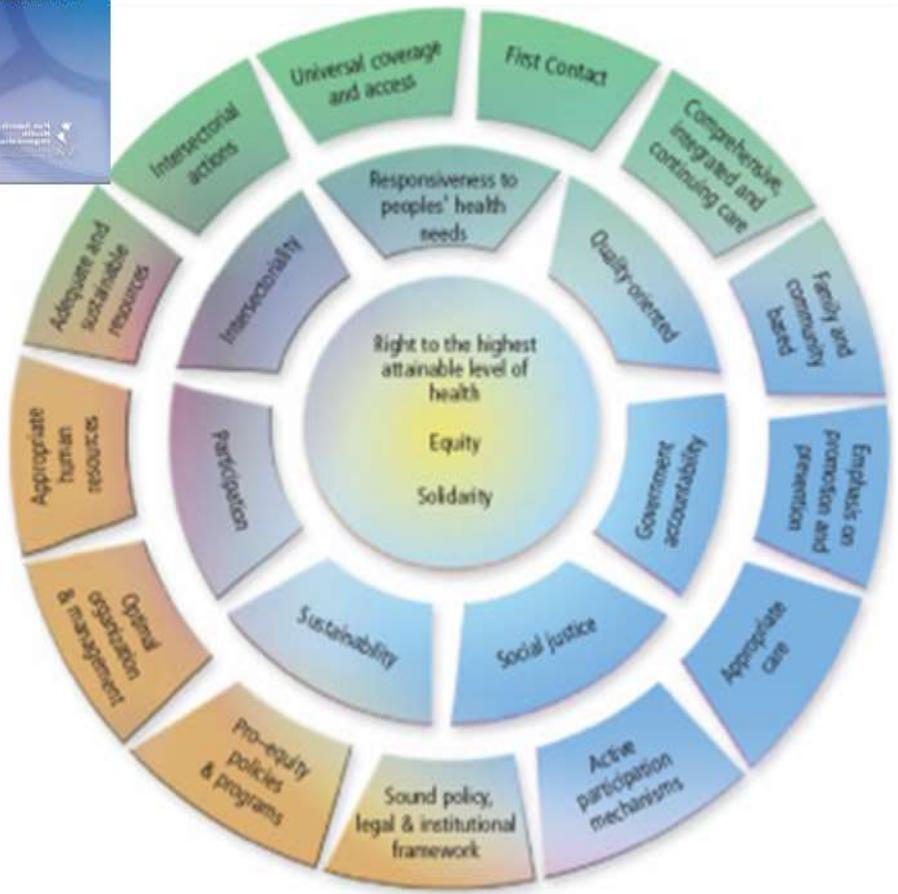 Universal coverage
and access
First Contact
Comprehensive,
integrated and
continuing care
Family and
community
based
Emphasis on
promotion and
prevention
Appropriate
care
Active
participation
mechanisms
Sound policy,
legal & institutional
framework
Pro-equity
policies
& programs
Optimal
organization
& management
Appropriate
human
resources
Adequate and
sustainable
resources
Intersectorial
actions
Responsiveness to
peoples' health
needs
Quality-oriented
Government
accountability
Social justice
Sustainability
Participation
Intersectoriality
Right to the highest
attainable level of
health
Equity
Solidarity